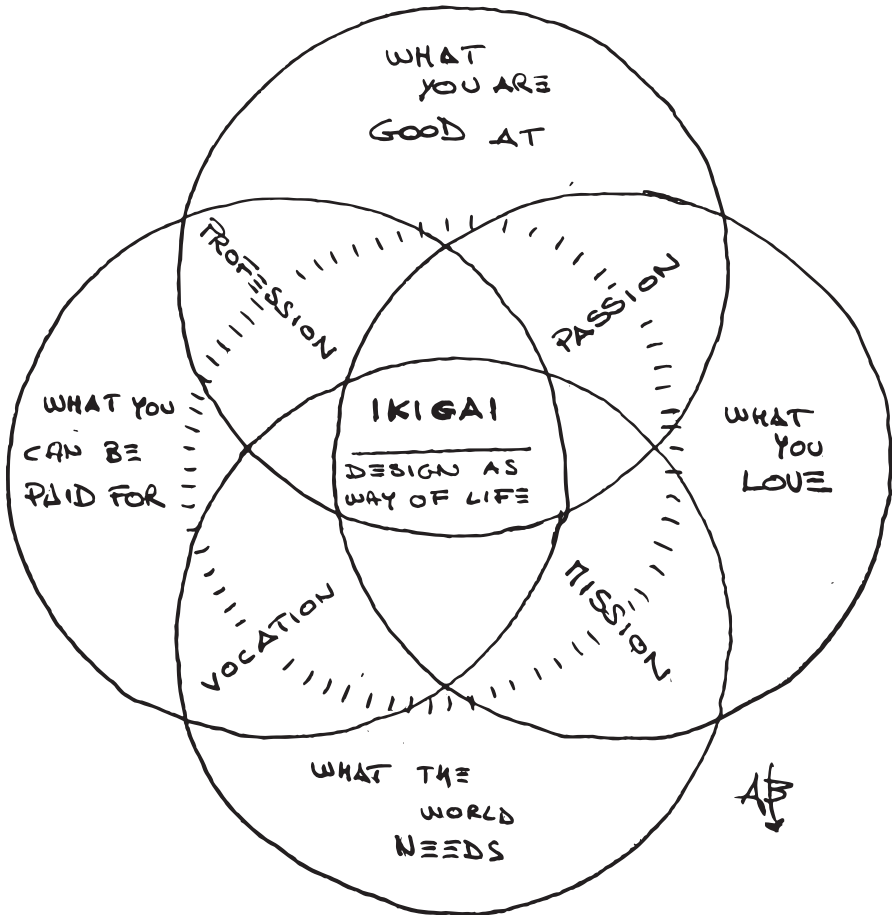 WHAT
YOU ARE
GOOD AT
PROFESSION
PASSION
WHAT YOU
CAN BE
PAID FOR
IKIGAI
DESIGN AS
WAY OF LIFE
WHAT
YOU
LOVE
VOCATION
MISSION
WHAT THE
WORLD
NEEDS
AB